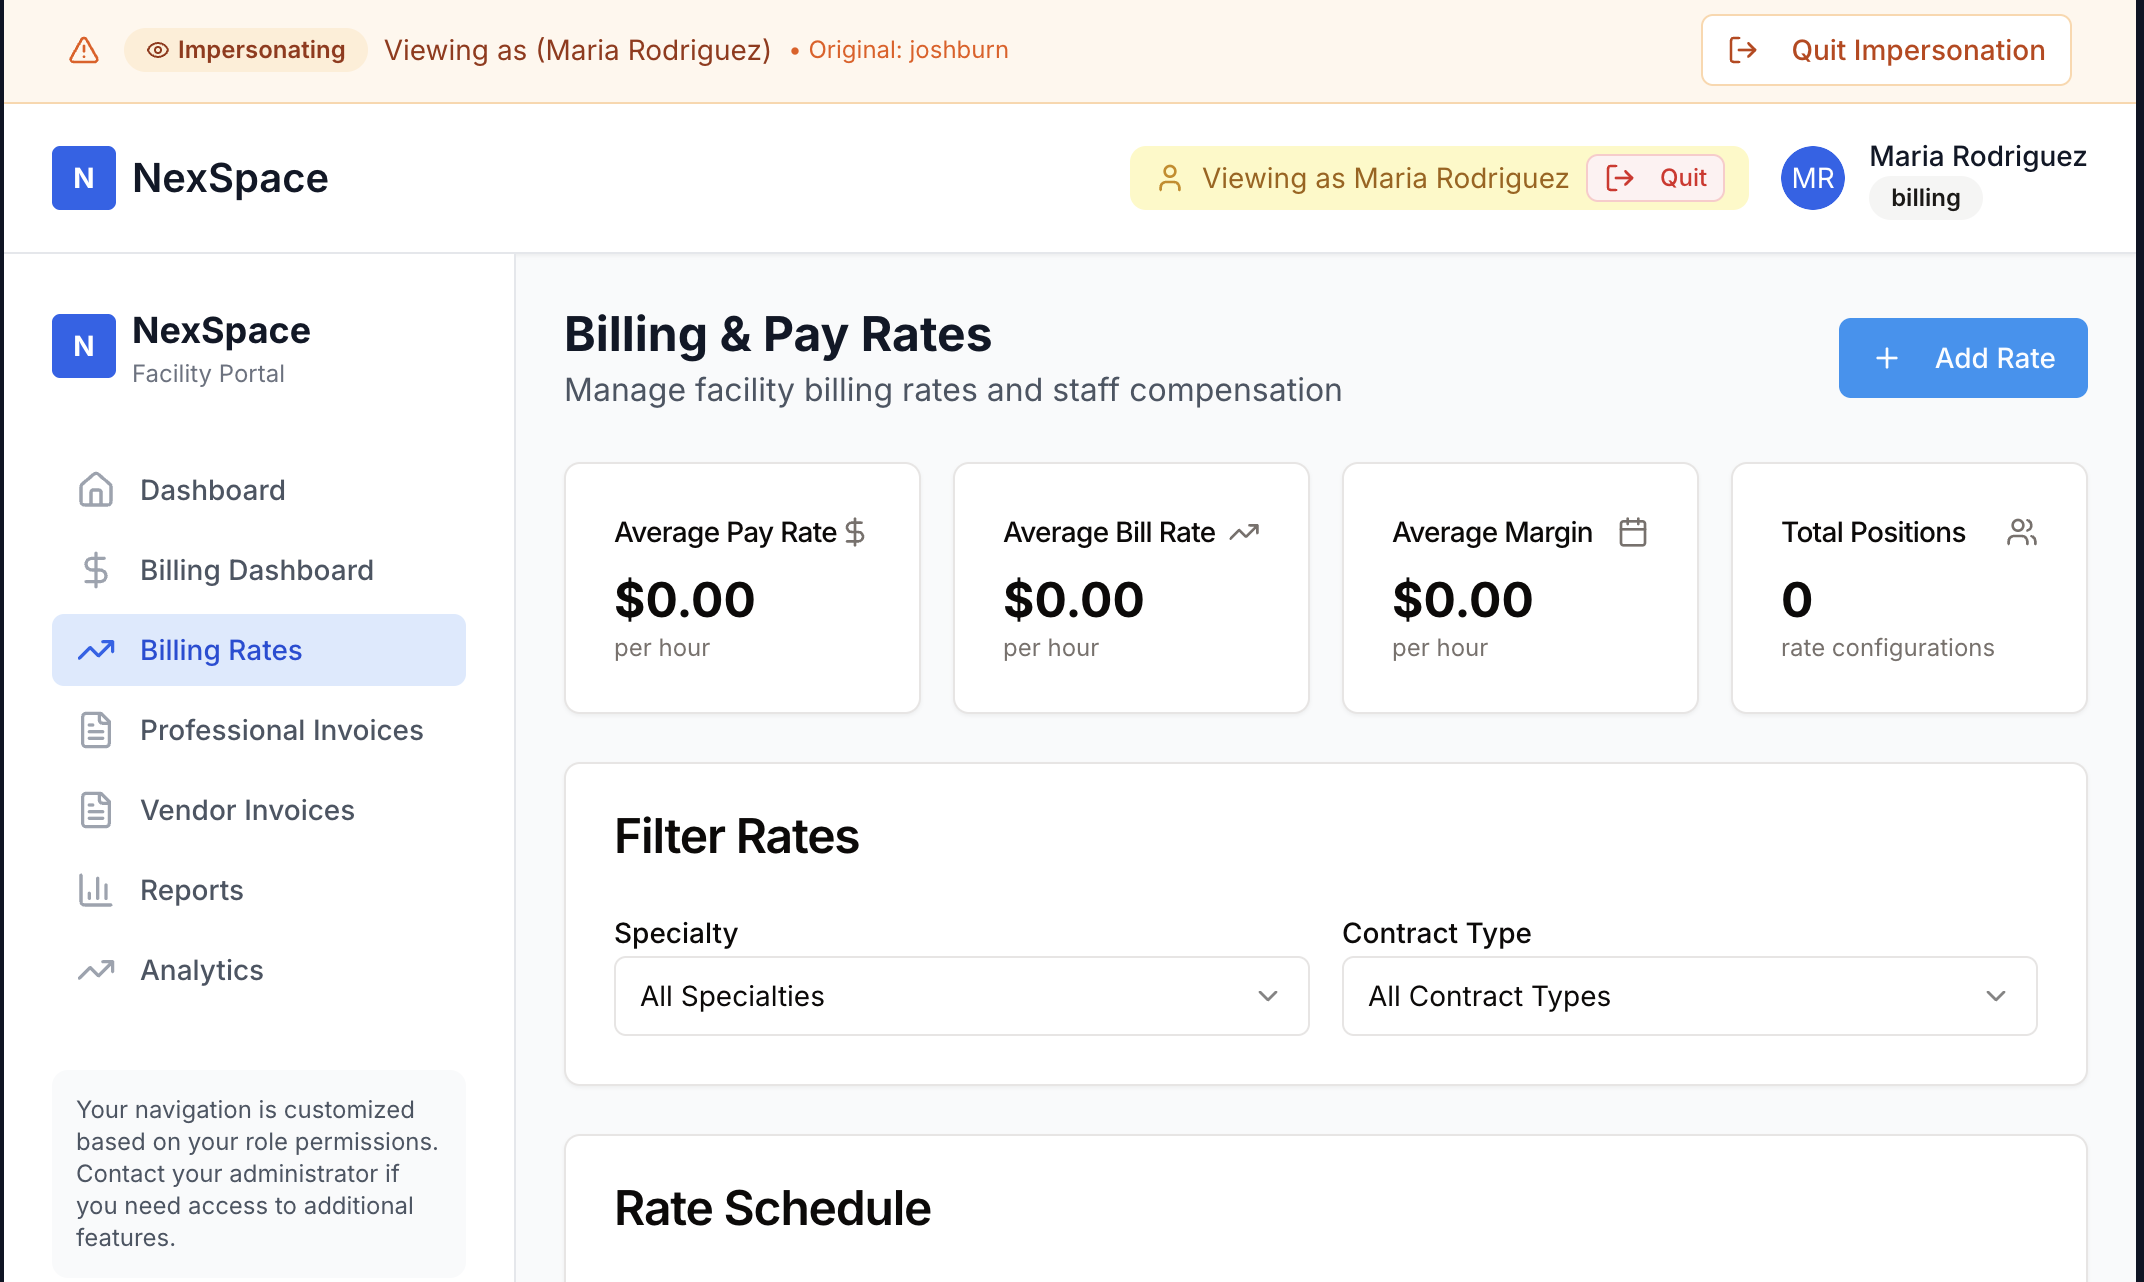 Impersonating Viewing as (Maria Rodriguez) • Original: joshburn
Quit Impersonation
N NexSpace
Viewing as Maria Rodriguez Quit
MR Maria Rodriguez
billing
N NexSpace
Facility Portal
Dashboard
Billing Dashboard
Billing Rates
Professional Invoices
Vendor Invoices
Reports
Analytics
Your navigation is customized
based on your role permissions.
Contact your administrator if
you need access to additional
features.
Billing & Pay Rates
Manage facility billing rates and staff compensation
+ Add Rate
Average Pay Rate $
$0.00
per hour
Average Bill Rate
$0.00
per hour
Average Margin
$0.00
per hour
Total Positions
0
rate configurations
Filter Rates
Specialty
All Specialties
Contract Type
All Contract Types
Rate Schedule